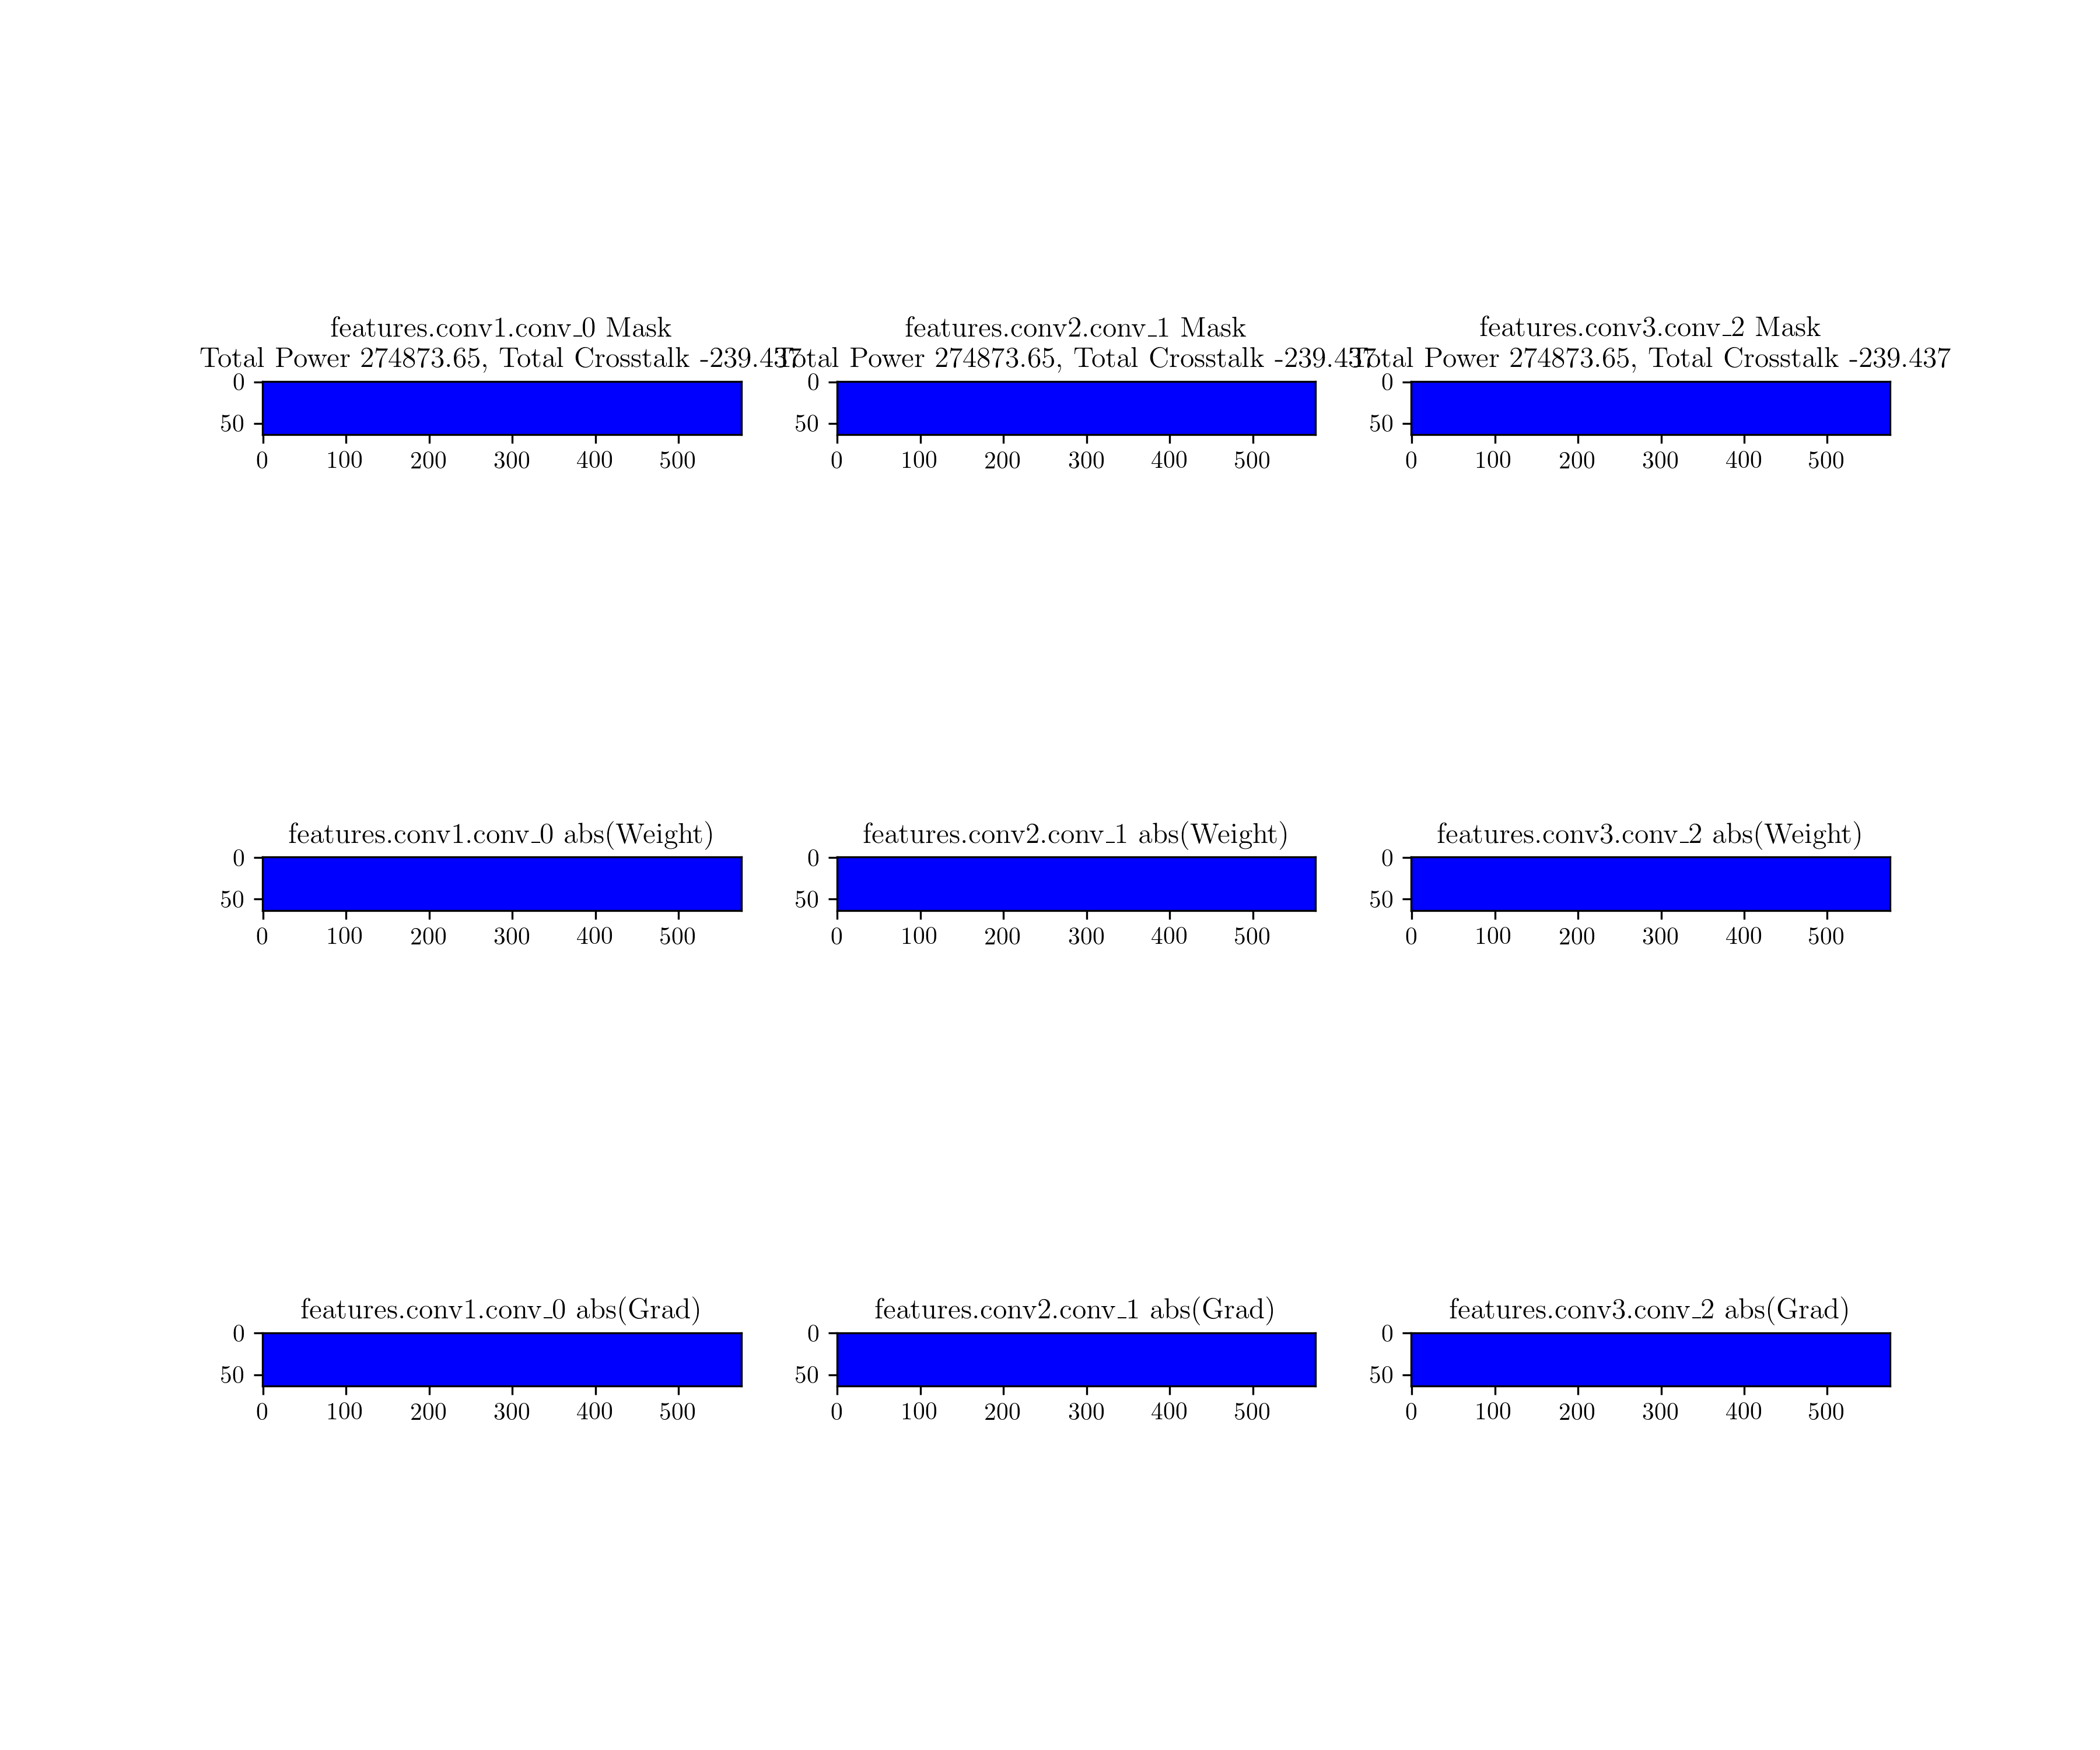 features.conv1.conv_0 Mask
Total Power 274873.65, Total Crosstalk -239.437
0
50
0 100 200 300 400 500
features.conv2.conv_1 Mask
Total Power 274873.65, Total Crosstalk -239.437
0
50
0 100 200 300 400 500
features.conv3.conv_2 Mask
Total Power 274873.65, Total Crosstalk -239.437
0
50
0 100 200 300 400 500
features.conv1.conv_0 abs(Weight)
0
50
0 100 200 300 400 500
features.conv2.conv_1 abs(Weight)
0
50
0 100 200 300 400 500
features.conv3.conv_2 abs(Weight)
0
50
0 100 200 300 400 500
features.conv1.conv_0 abs(Grad)
0
50
0 100 200 300 400 500
features.conv2.conv_1 abs(Grad)
0
50
0 100 200 300 400 500
features.conv3.conv_2 abs(Grad)
0
50
0 100 200 300 400 500